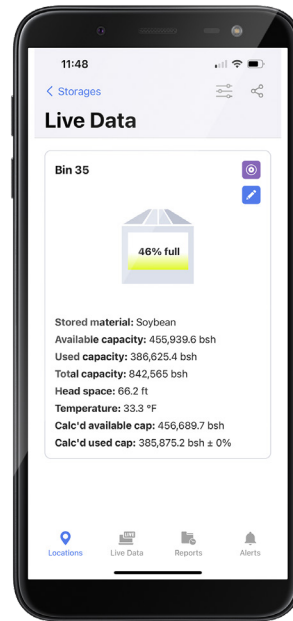 11:48
Storages
Live Data
Bin 35
46% full
Stored material: Soybean
Available capacity: 455,939.6 bsh
Used capacity: 386,625.4 bsh
Total capacity: 842,565 bsh
Head space: 66.2 ft
Temperature: 33.3 °F
Calc'd available cap: 456,689.7 bsh
Calc'd used cap: 385,875.2 bsh ± 0%
LIVE
Locations Live Data Reports Alerts